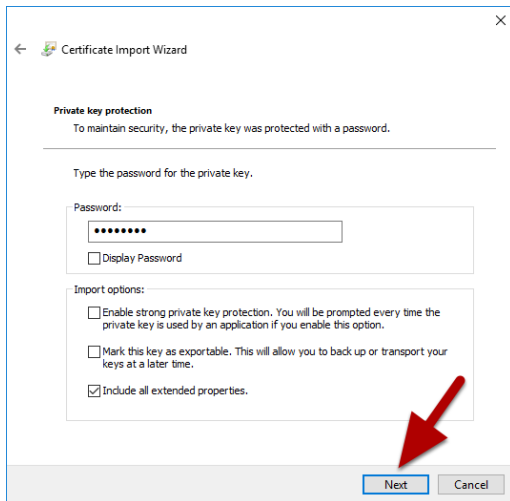 Certificate Import Wizard
Private key protection
To maintain security, the private key was protected with a password.
Type the password for the private key.
Password:
••••••••
Display Password
Import options:
Enable strong private key protection. You will be prompted every time the
private key is used by an application if you enable this option.
Mark this key as exportable. This will allow you to back up or transport your
keys at a later time.
Include all extended properties.
Next
Cancel